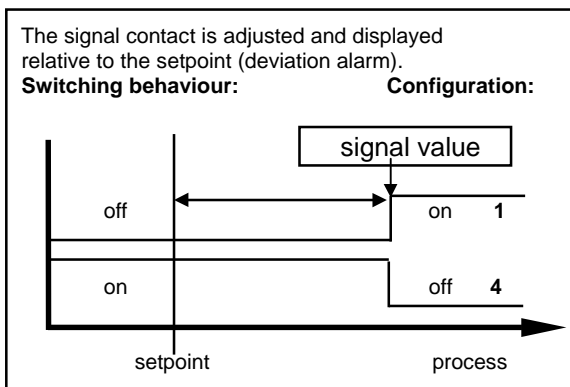 The signal contact is adjusted and displayed
relative to the setpoint (deviation alarm).
Switching behaviour: Configuration:
signal value
off on 1
on off 4
setpoint process